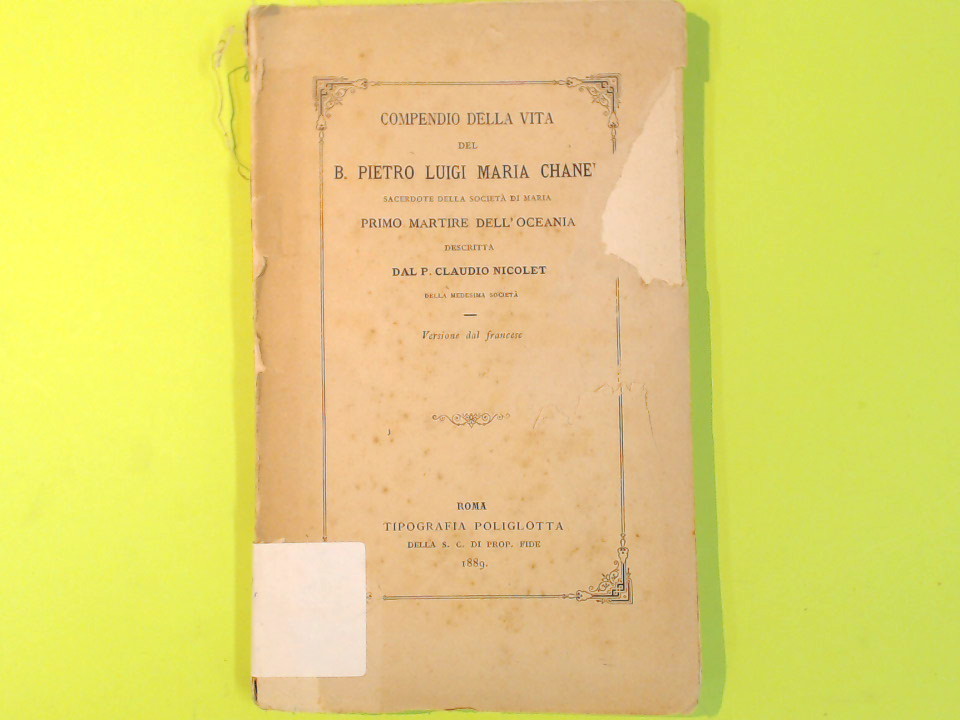 COMPENDIO DELLA VITA
DEL
B. PIETRO LUIGI MARIA CHANE'
SACERDOTE DELLA SOCIETÀ DI MARIA
PRIMO MARTIRE DELL'OCEANIA
DESCRITTA
DAL P. CLAUDIO NICOLET
DELLA MEDESIMA SOCIETÀ
Versione dal francese
ROMA
TIPOGRAFIA POLIGLOTTA
DELLA S. C. DI PROP. FIDE
1889.